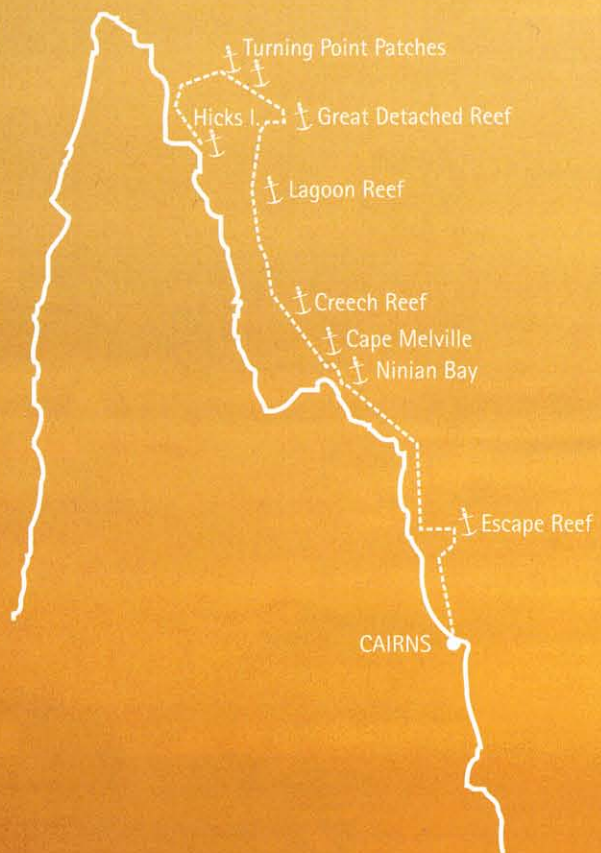 Turning Point Patches
Hicks I.
Great Detached Reef
Lagoon Reef
Creech Reef
Cape Melville
Ninian Bay
Escape Reef
CAIRNS